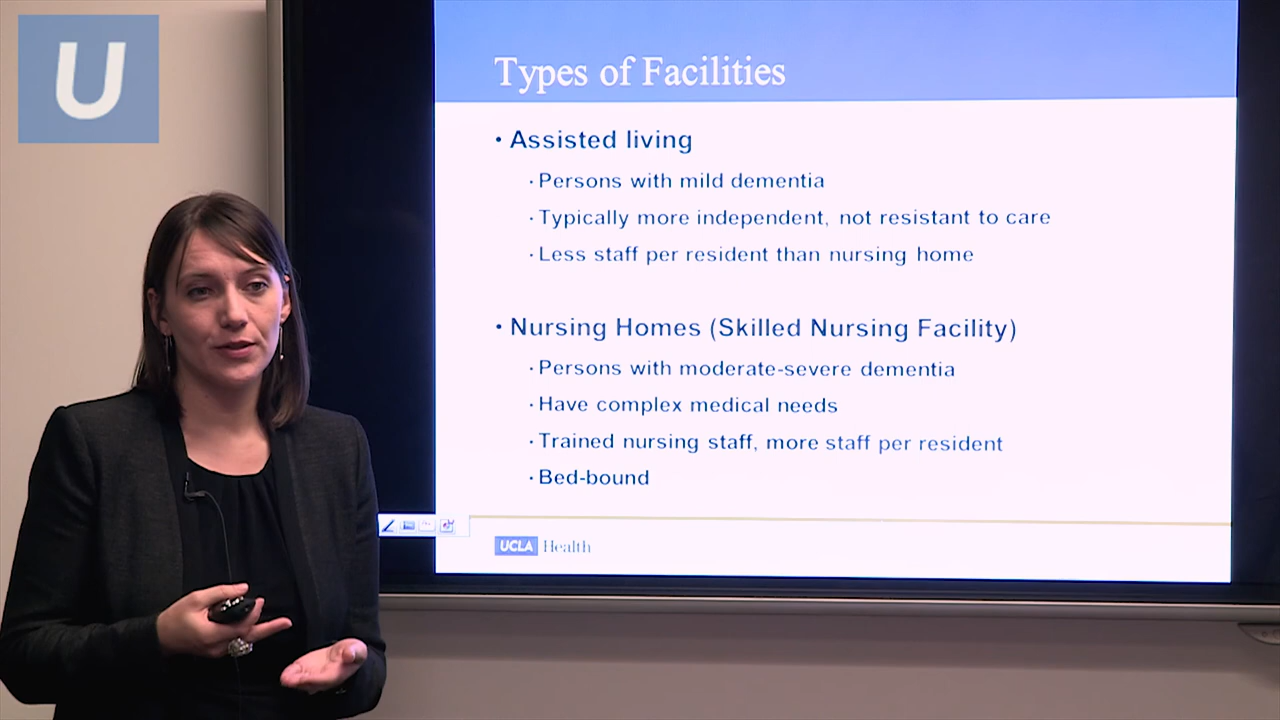 U
Types of Facilities
• Assisted living
· Persons with mild dementia
· Typically more independent, not resistant to care
· Less staff per resident than nursing home
• Nursing Homes (Skilled Nursing Facility)
· Persons with moderate-severe dementia
· Have complex medical needs
· Trained nursing staff, more staff per resident
· Bed-bound
UCLA Health